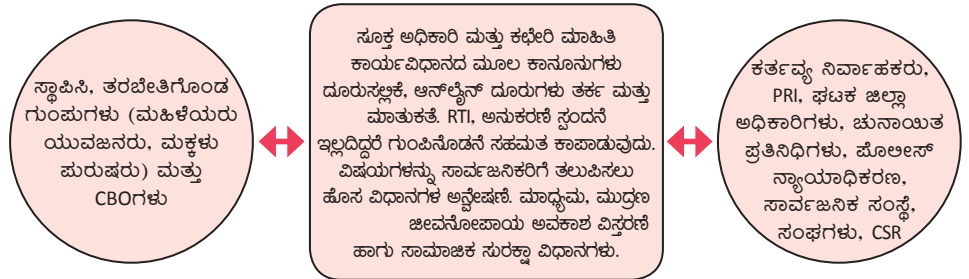 ಸ್ಥಾಪಿಸಿ, ತರಬೇತಿಗೊಂಡ
ಗುಂಪುಗಳು (ಮಹಿಳೆಯರು
ಯುವಜನರು, ಮಕ್ಕಳು
ಪುರುಷರು) ಮತ್ತು
CBOಗಳು
ಸೂಕ್ತ ಅಧಿಕಾರಿ ಮತ್ತು ಕಛೇರಿ ಮಾಹಿತಿ
ಕಾರ್ಯವಿಧಾನದ ಮೂಲ ಕಾನೂನುಗಳು
ದೂರುಸಲ್ಲಿಕೆ, ಆನ್‌ಲೈನ್ ದೂರುಗಳು ತರ್ಕ ಮತ್ತು
ಮಾತುಕತೆ. RTI, ಅನುಕರಣೆ ಸ್ಪಂದನೆ
ಇಲ್ಲದಿದ್ದರೆ ಗುಂಪಿನೊಡನೆ ಸಹಮತ ಕಾಪಾಡುವುದು.
ವಿಷಯಗಳನ್ನು ಸಾರ್ವಜನಿಕರಿಗೆ ತಲುಪಿಸಲು
ಹೊಸ ವಿಧಾನಗಳ ಅನ್ವೇಷಣೆ. ಮಾಧ್ಯಮ, ಮುದ್ರಣ
ಜೀವನೋಪಾಯ ಅವಕಾಶ ವಿಸ್ತರಣೆ
ಹಾಗು ಸಾಮಾಜಿಕ ಸುರಕ್ಷಾ ವಿಧಾನಗಳು.
ಕರ್ತವ್ಯ ನಿರ್ವಾಹಕರು,
PRI, ಘಟಕ ಜಿಲ್ಲಾ
ಅಧಿಕಾರಿಗಳು, ಚುನಾಯಿತ
ಪ್ರತಿನಿಧಿಗಳು, ಪೊಲೀಸ್
ನ್ಯಾಯಾಧಿಕರಣ,
ಸಾರ್ವಜನಿಕ ಸಂಸ್ಥೆ,
ಸಂಘಗಳು, CSR